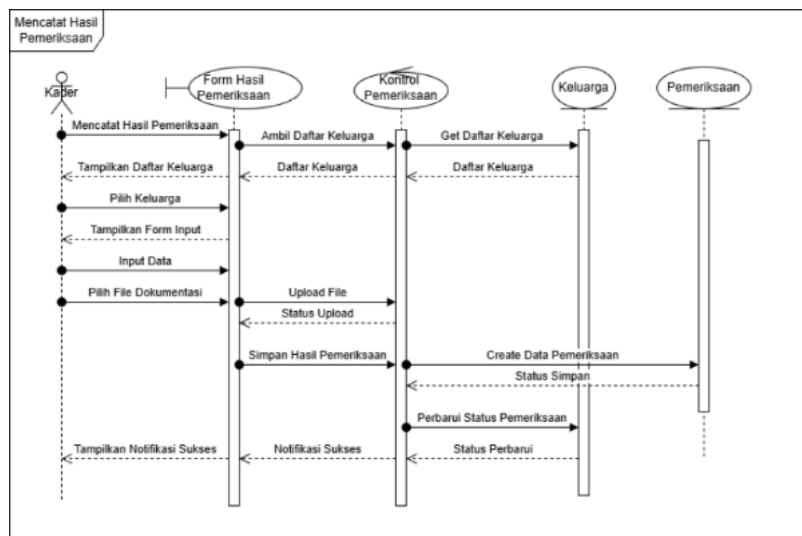 Mencatat Hasil
Pemeriksaan
Kader
Form Hasil
Pemeriksaan
Kontrol
Pemeriksaan
Keluarga
Pemeriksaan
Mencatat Hasil Pemeriksaan
Ambil Daftar Keluarga
Get Daftar Keluarga
Tampilkan Daftar Keluarga
Daftar Keluarga
Daftar Keluarga
Pilih Keluarga
Tampilkan Form Input
Input Data
Pilih File Dokumentasi
Upload File
Status Upload
Simpan Hasil Pemeriksaan
Create Data Pemeriksaan
Status Simpan
Perbarui Status Pemeriksaan
Tampilkan Notifikasi Sukses
Notifikasi Sukses
Status Perbarui